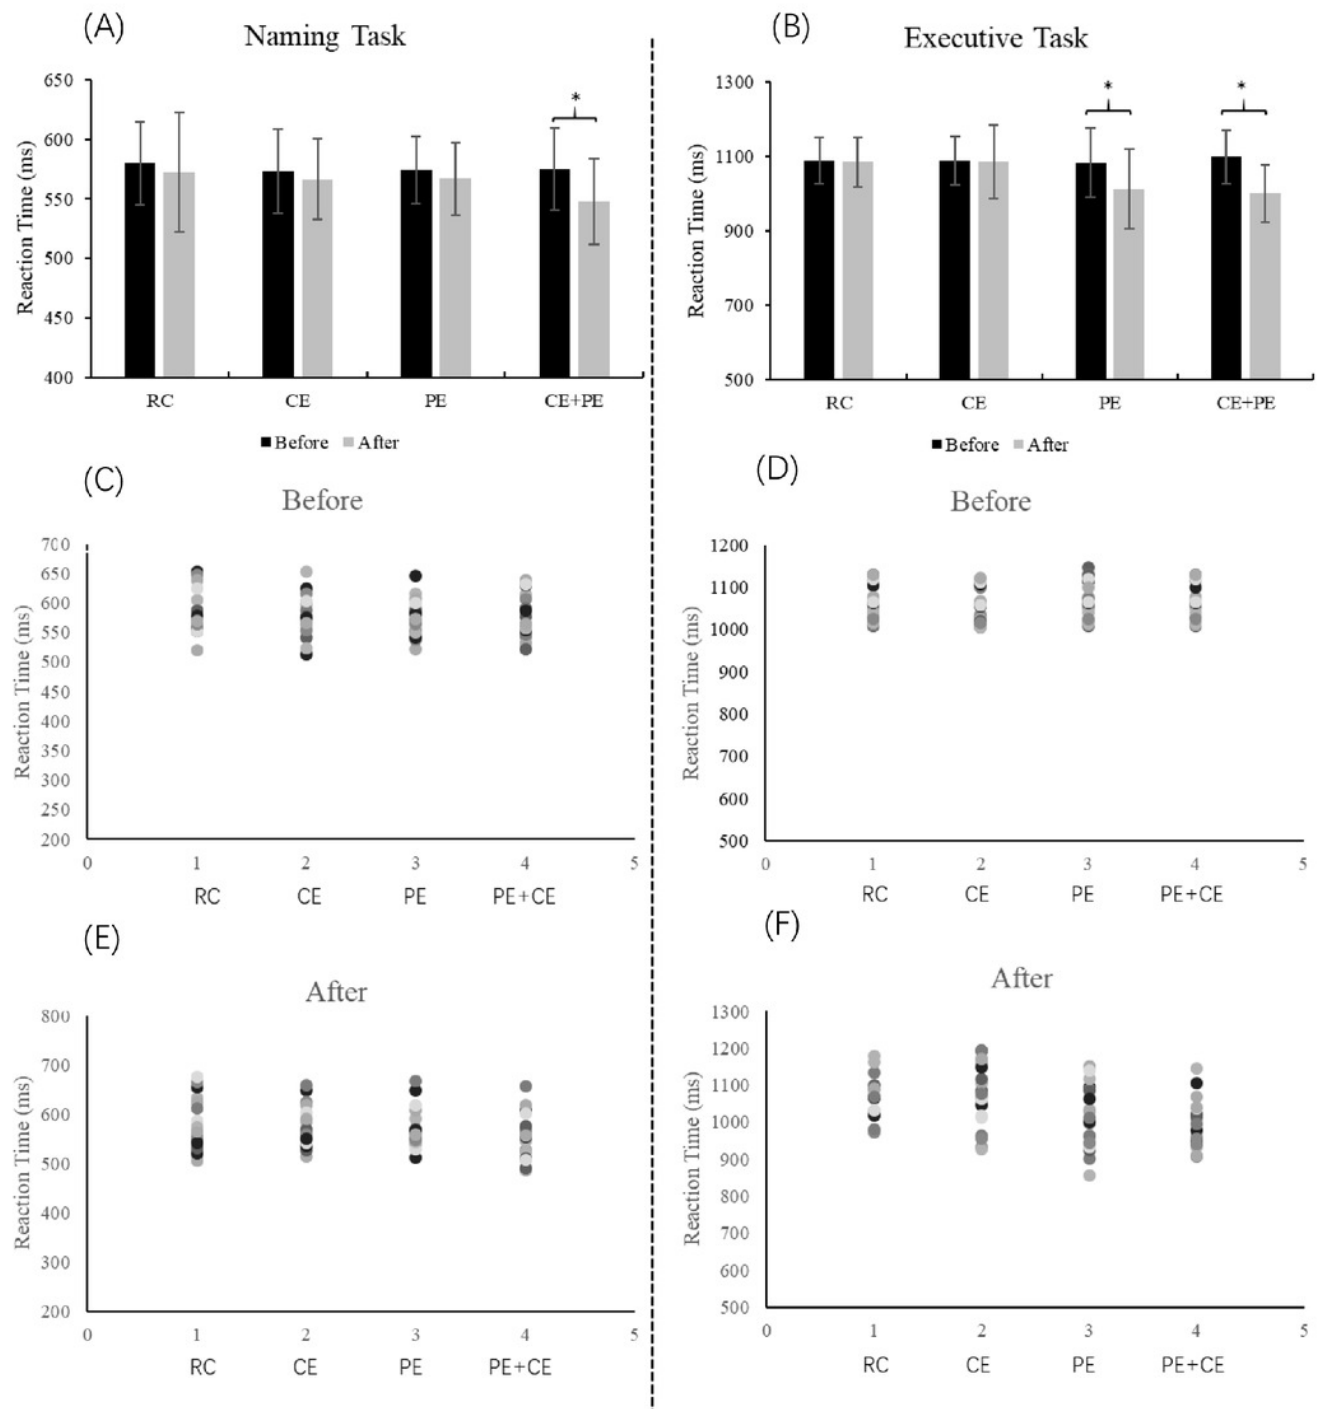 (A)
Naming Task
Reaction Time (ms)
650
600
550
500
450
400
*
RC CE PE CE+PE
Before After
(B)
Executive Task
Reaction Time (ms)
1300
1100
900
700
500
* *
RC CE PE CE+PE
Before After
(C)
Before
Reaction Time (ms)
700
650
600
550
500
450
400
350
300
250
200
0 1 2 3 4 5
RC CE PE PE+CE
(D)
Before
Reaction Time (ms)
1200
1100
1000
900
800
700
600
500
0 1 2 3 4 5
RC CE PE PE+CE
(E)
After
Reaction Time (ms)
800
700
600
500
400
300
200
0 1 2 3 4 5
RC CE PE PE+CE
(F)
After
Reaction Time (ms)
1300
1200
1100
1000
900
800
700
600
500
0 1 2 3 4 5
RC CE PE PE+CE